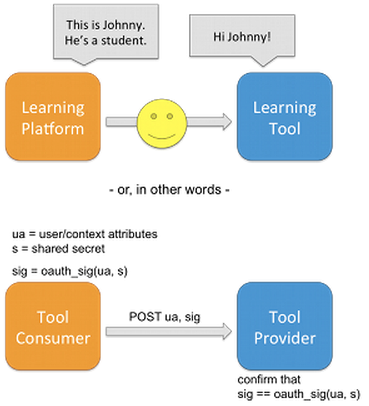 This is Johnny.
He's a student.
Hi Johnny!
Learning
Platform
Learning
Tool
- or, in other words -
ua = user/context attributes
s = shared secret
sig = oauth_sig(ua, s)
Tool
Consumer
POST ua, sig
Tool
Provider
confirm that
sig == oauth_sig(ua, s)